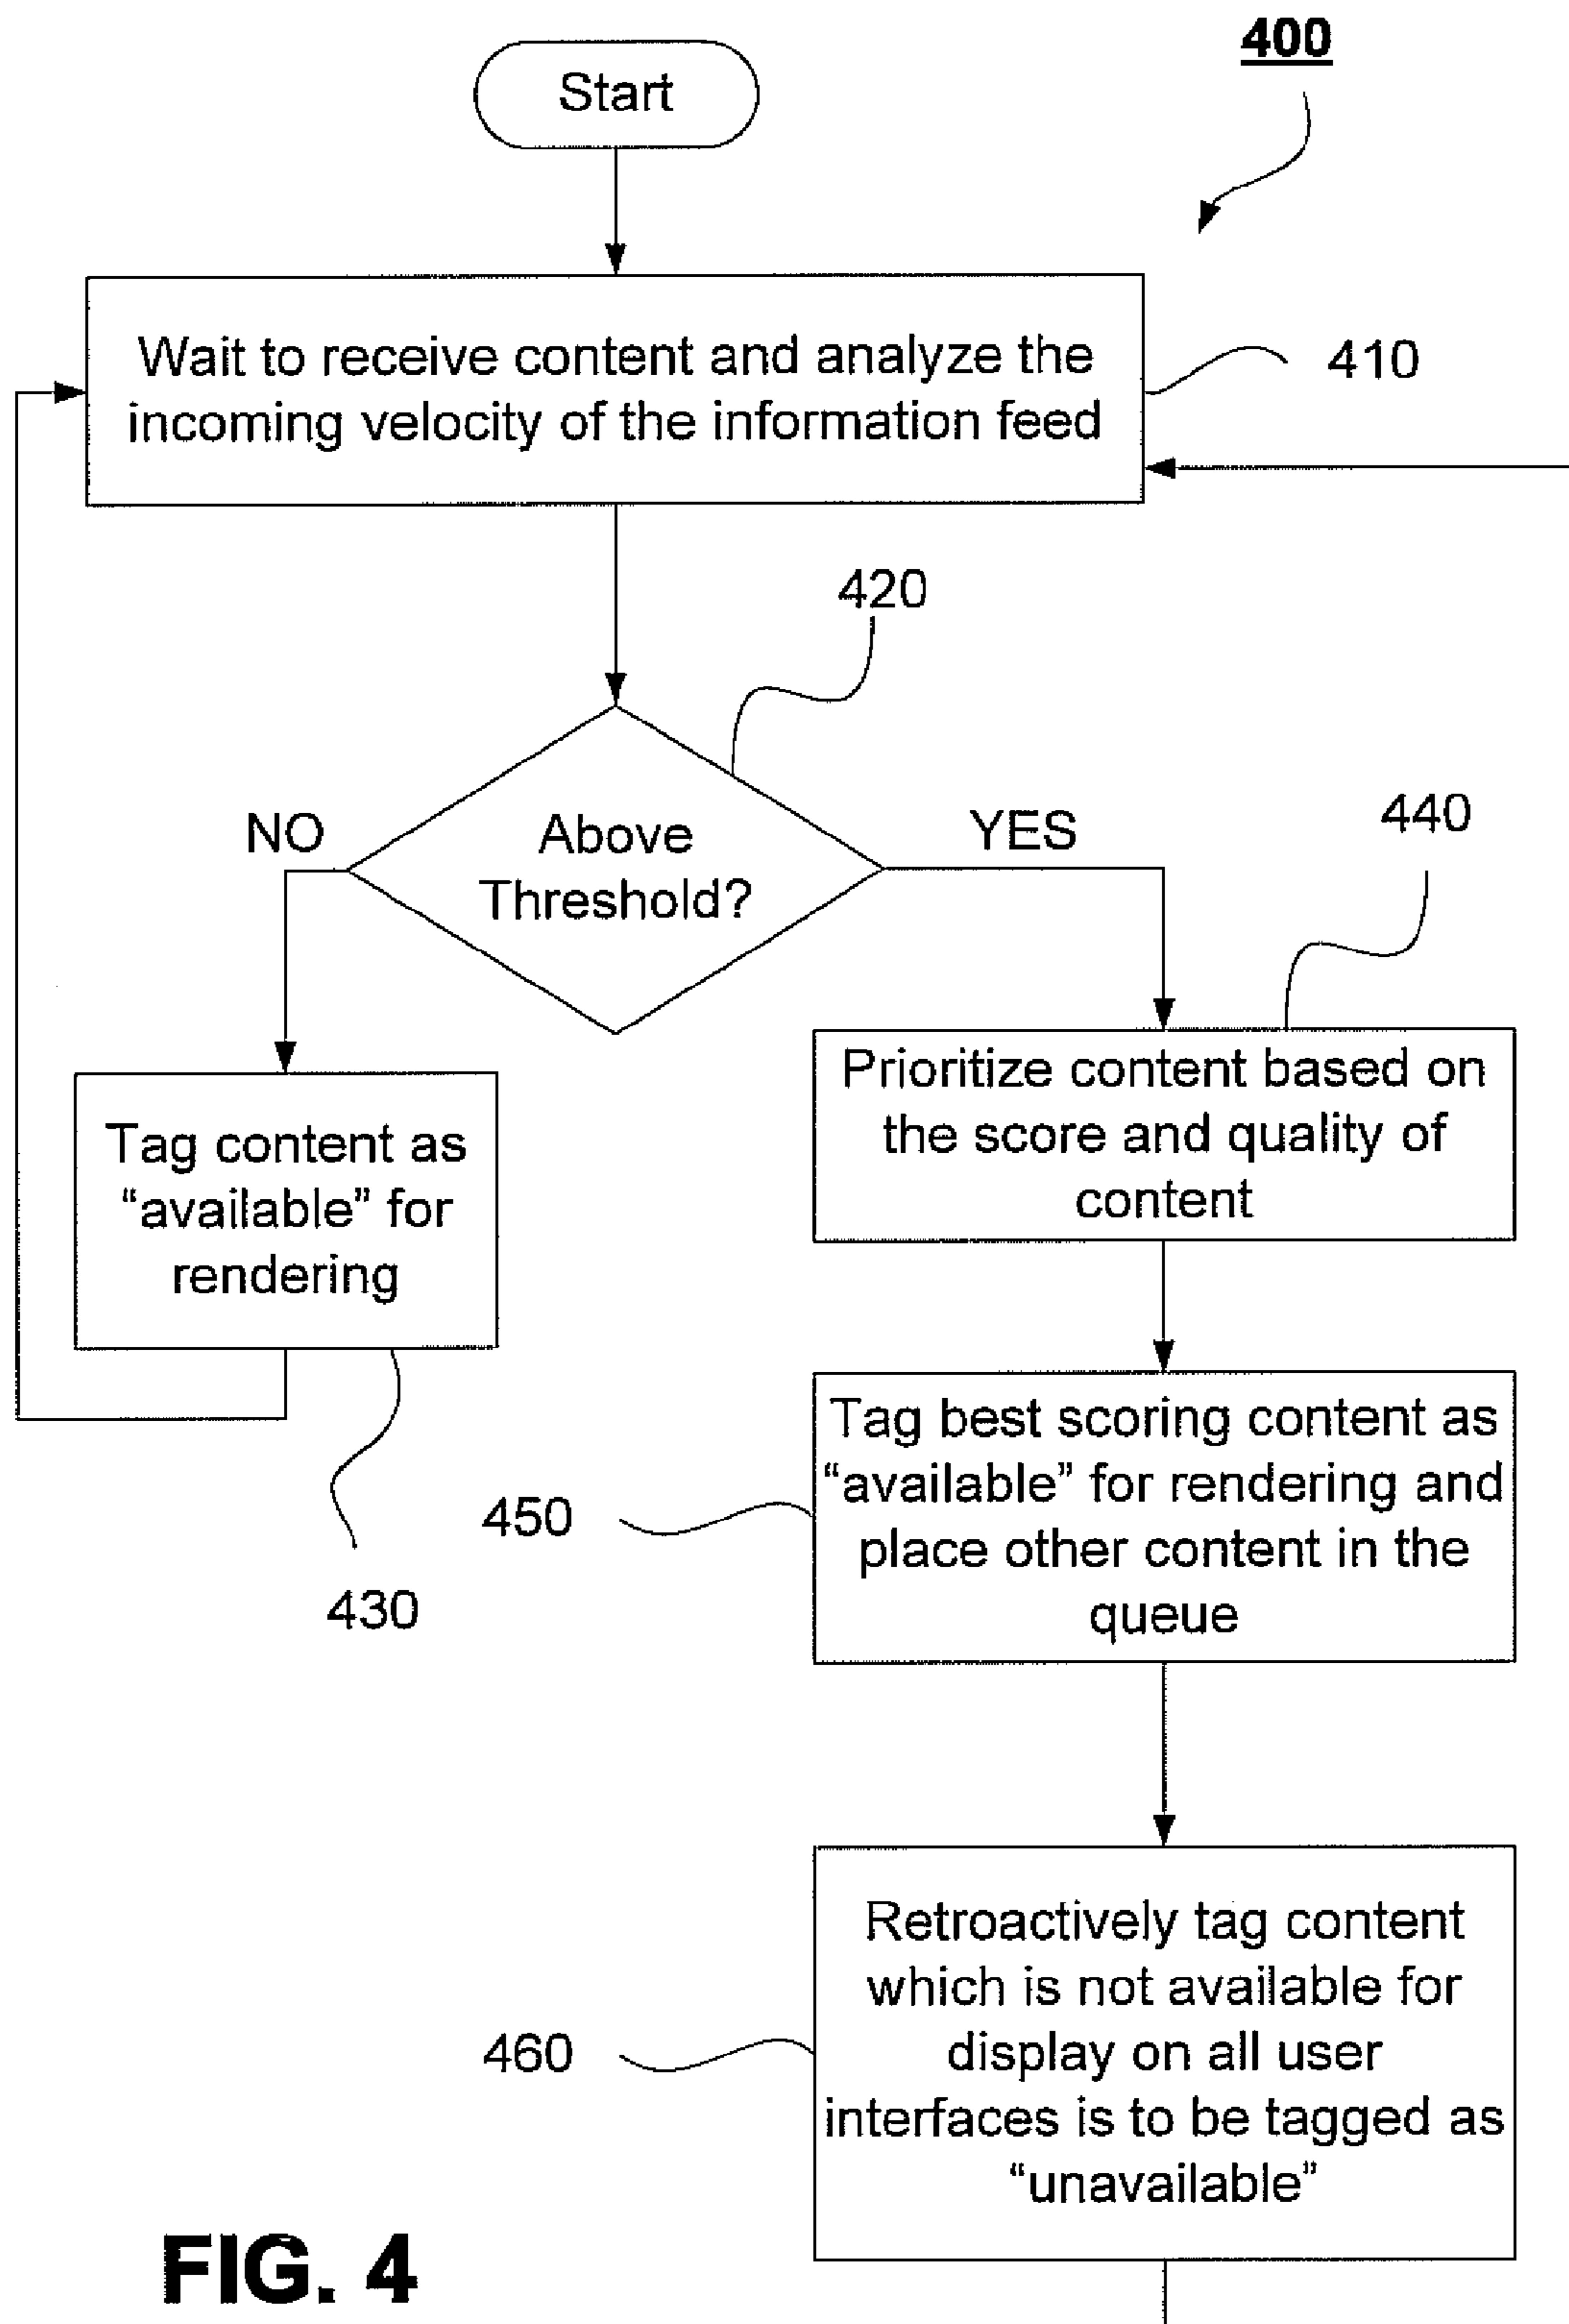 400
Start
Wait to receive content and analyze the
incoming velocity of the information feed
410
420
NO
Above
Threshold?
YES
440
Prioritize content based on
the score and quality of
content
Tag content as
“available” for
rendering
430
Tag best scoring content as
“available” for rendering and
place other content in the
queue
450
Retroactively tag content
which is not available for
display on all user
interfaces is to be tagged as
“unavailable”
460
FIG. 4